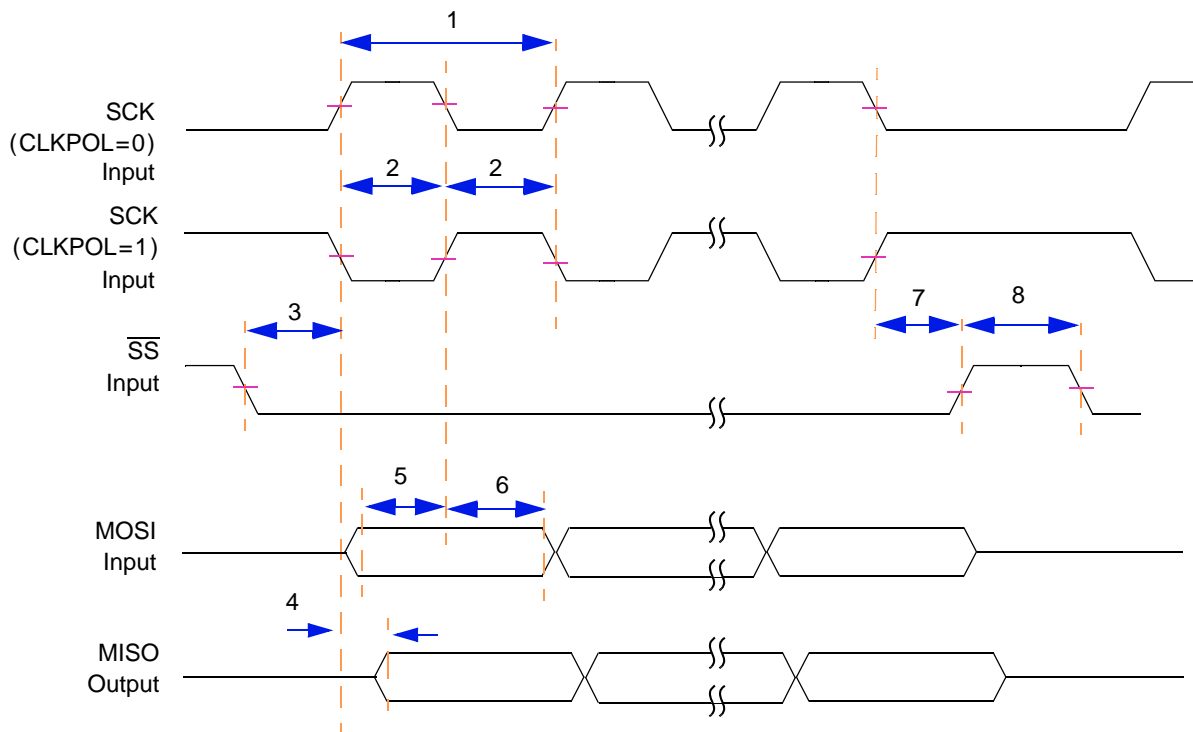 1
SCK
(CLKPOL=0)
Input
2 2
SCK
(CLKPOL=1)
Input
7 8
3
SS
Input
5 6
MOSI
Input
4
MISO
Output